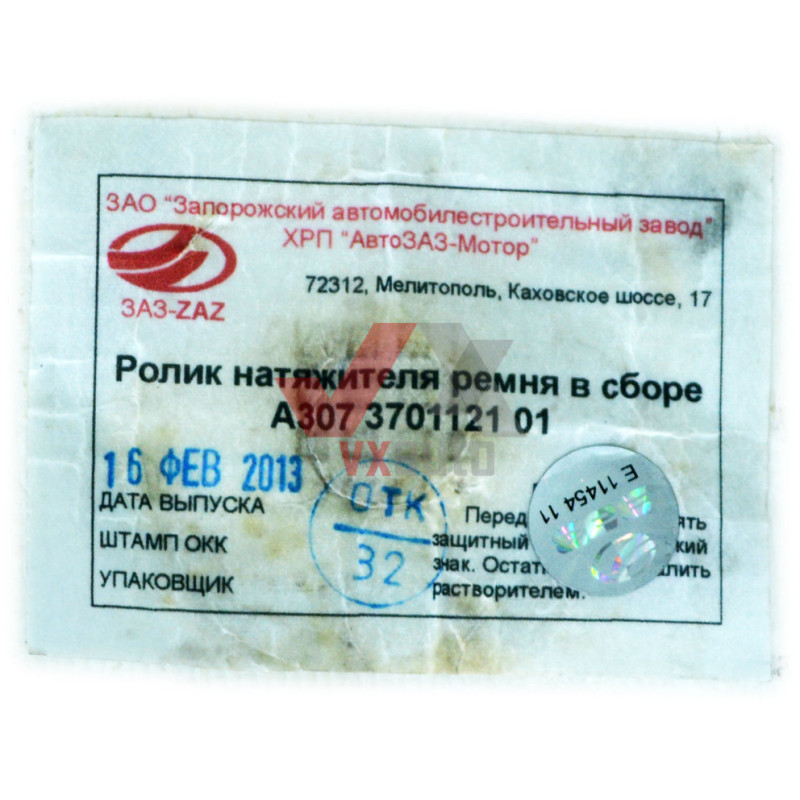 ЗАО "Запорожский автомобилестроительный завод"
ХРП "АвтоЗАЗ-Мотор"
ЗАЗ-ZAZ
72312, Мелитополь, Каховское шоссе, 17
Ролик натяжителя ремня в сборе
А307 3701121 01
16 ФЕВ 2013
ДАТА ВЫПУСКА
ШТАМП ОКК
УПАКОВЩИК
ОТК
32
Перед
защитный
знак.
растворителем.
E 11454 11